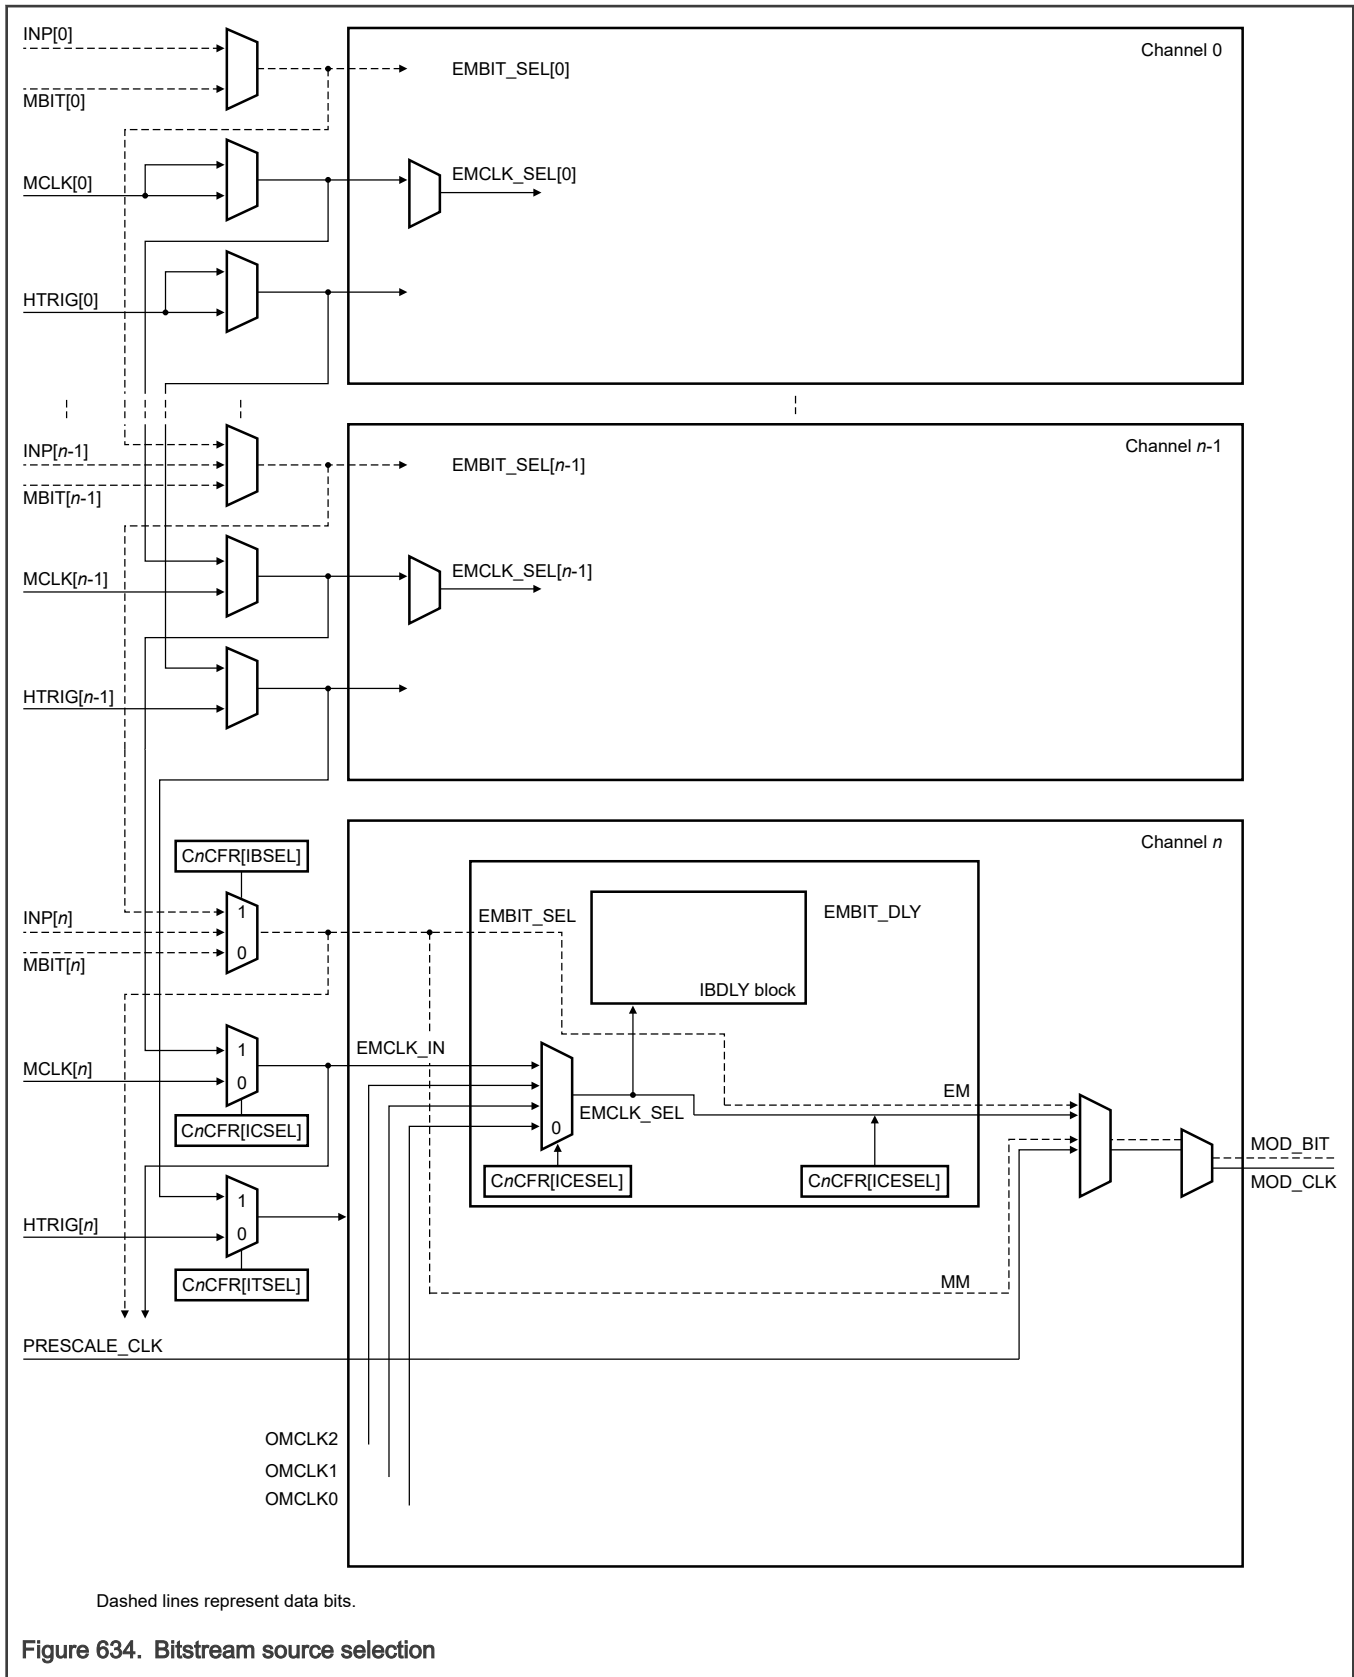 INP[0]
Channel 0
EMBIT_SEL[0]
MBIT[0]
EMCLK_SEL[0]
MCLK[0]
HTRIG[0]
Channel n-1
INP[n-1]
EMBIT_SEL[n-1]
MBIT[n-1]
EMCLK_SEL[n-1]
MCLK[n-1]
HTRIG[n-1]
Channel n
CnCFR[IBSEL]
1
INP[n]
EMBIT_SEL
EMBIT_DLY
0
MBIT[n]
IBDLY block
1
EMCLK_IN
MCLK[n]
0
EM
EMCLK_SEL
0
CnCFR[ICSEL]
MOD_BIT
CnCFR[ICESEL]
CnCFR[ICESEL]
MOD_CLK
1
HTRIG[n]
0
CnCFR[ITSEL]
MM
PRESCALE_CLK
OMCLK2
OMCLK1
OMCLK0
Dashed lines represent data bits.
Figure 634. Bitstream source selection